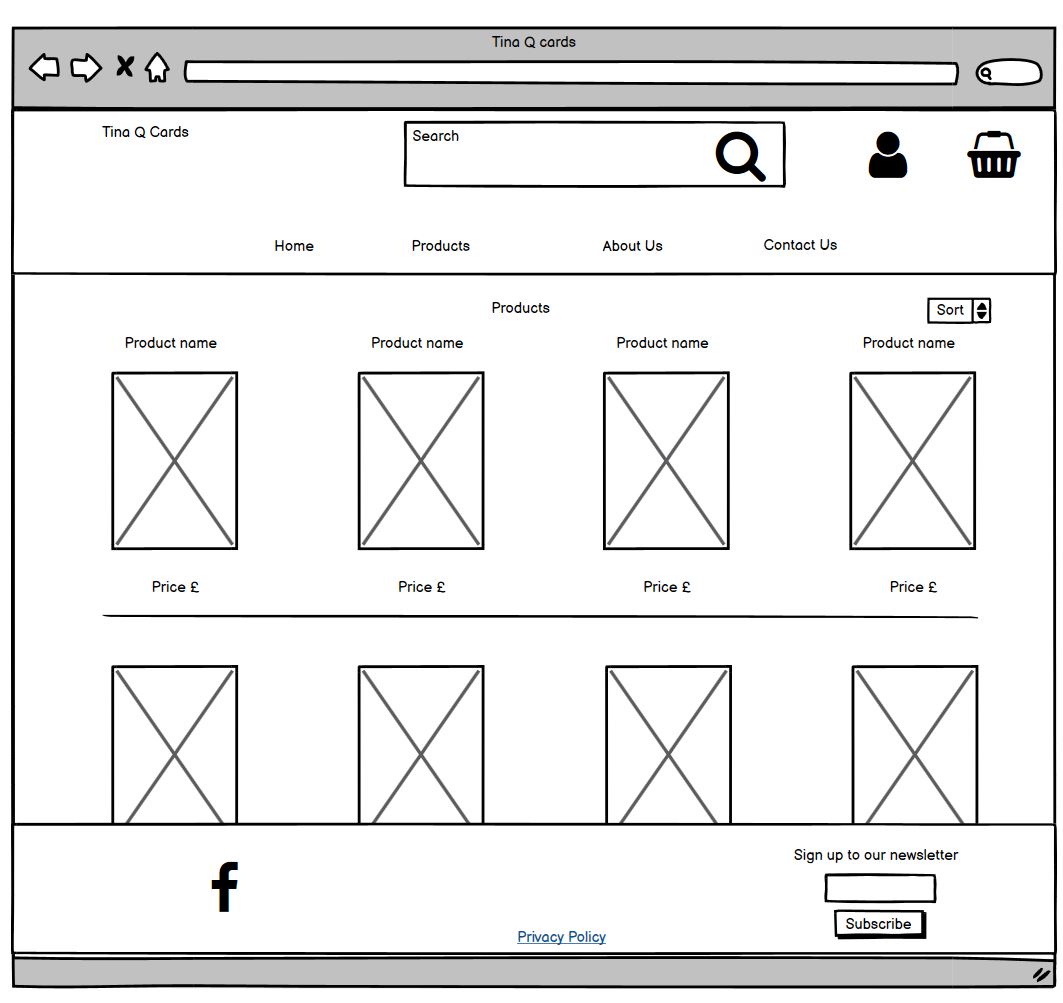 Tina Q cards
Tina Q Cards
Search
Home Products About Us Contact Us
Products
Sort
Product name Product name Product name Product name
Price £ Price £ Price £ Price £
Sign up to our newsletter
Subscribe
Privacy Policy